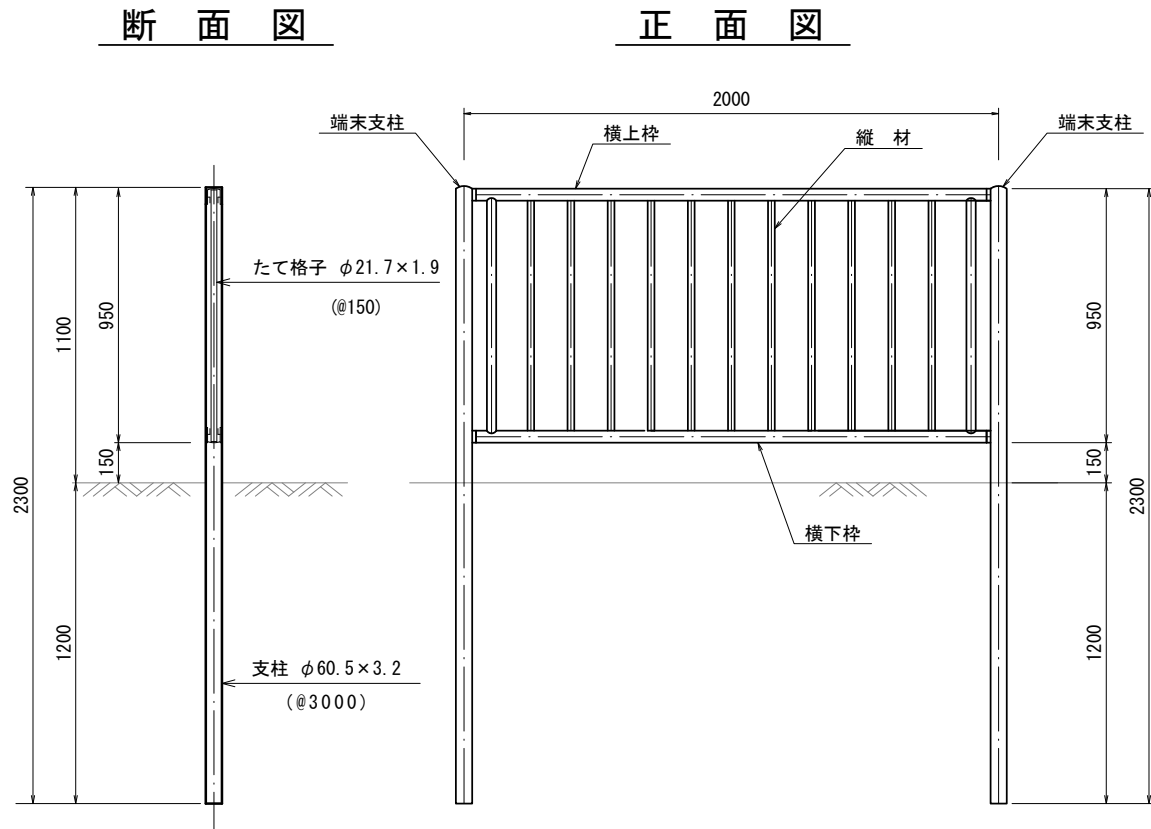 断 面 図
正 面 図
2000
端末支柱
横上枠
縦 材
端末支柱
たて格子 φ21.7×1.9
(@150)
950
1100
150
2300
1200
支柱 φ60.5×3.2
(@3000)
横下枠
950
150
2300
1200